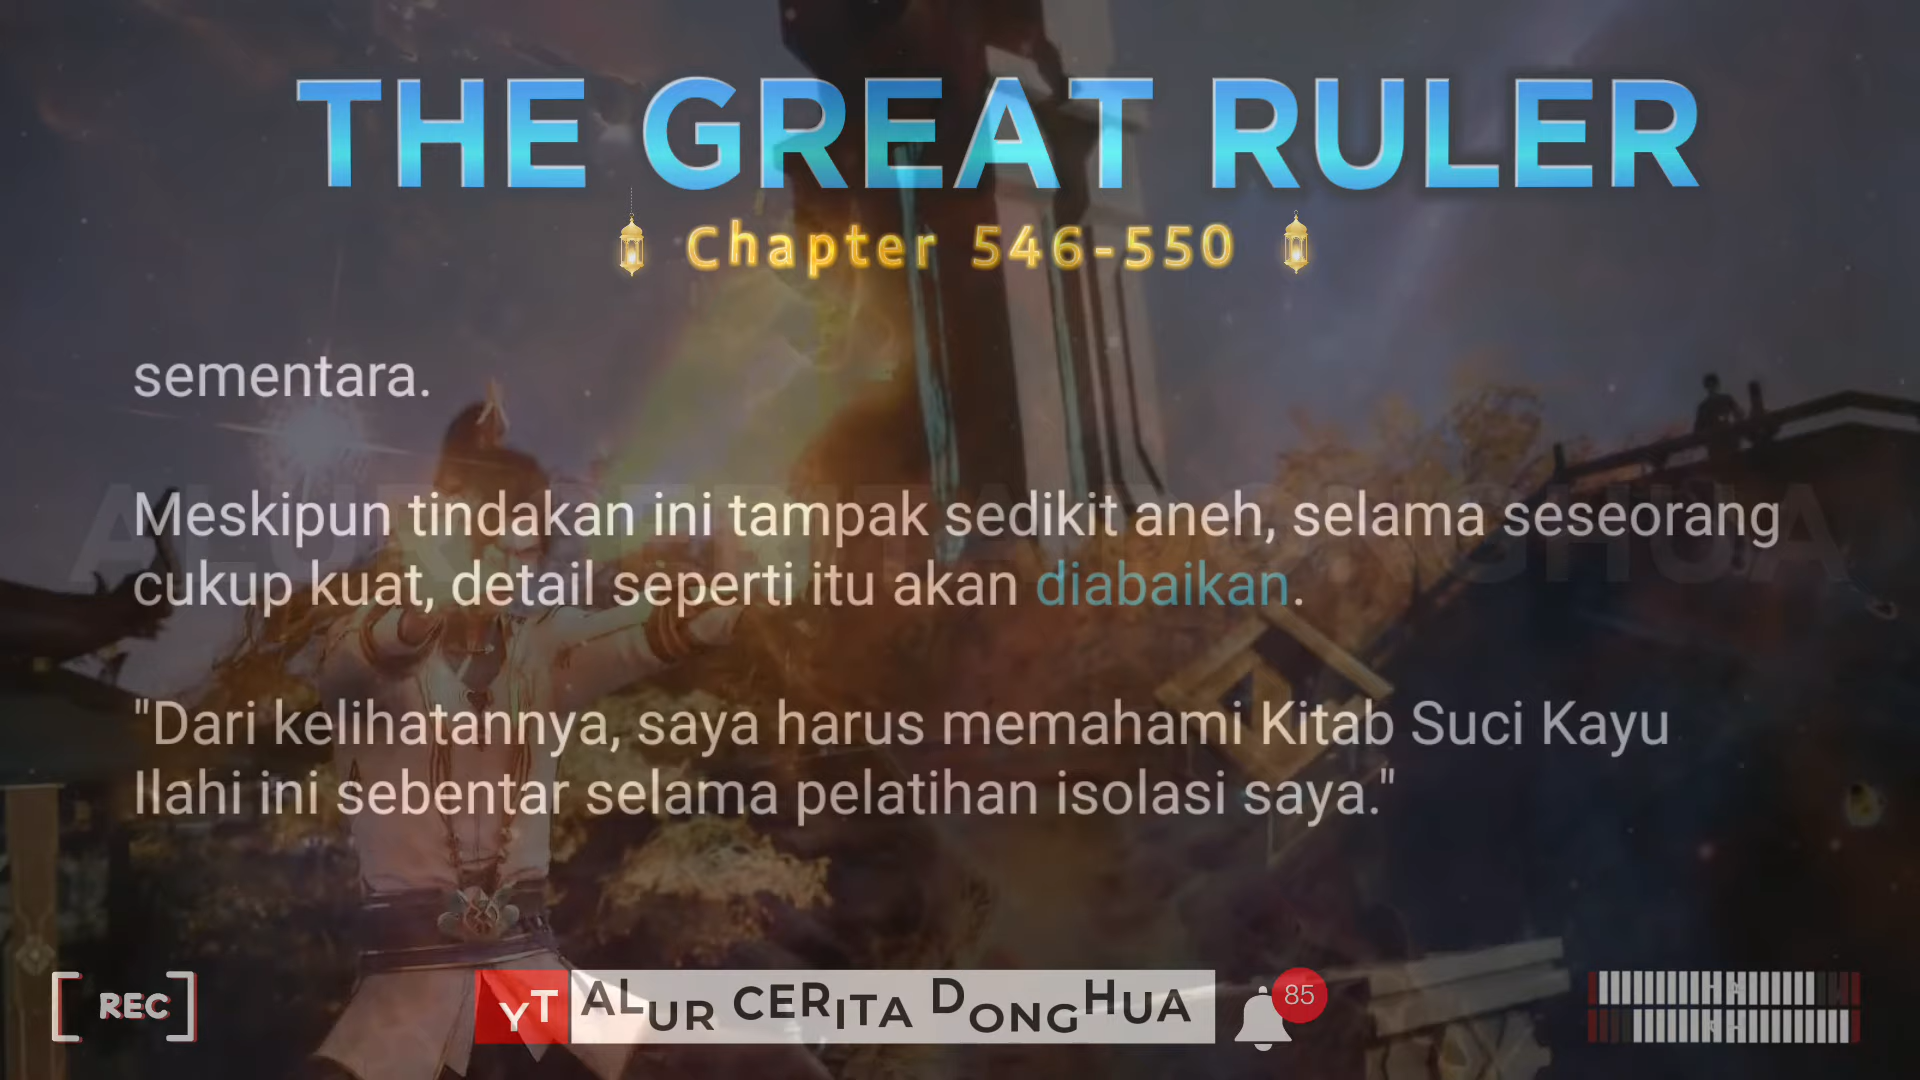 THE GREAT RULER
Chapter 546-550
sementara.
Meskipun tindakan ini tampak sedikit aneh, selama seseorang
cukup kuat, detail seperti itu akan diabaikan.
"Dari kelihatannya, saya harus memahami Kitab Suci Kayu
Ilahi ini sebentar selama pelatihan isolasi saya."
REC
YT ALUR CERITA DONGHUA
85